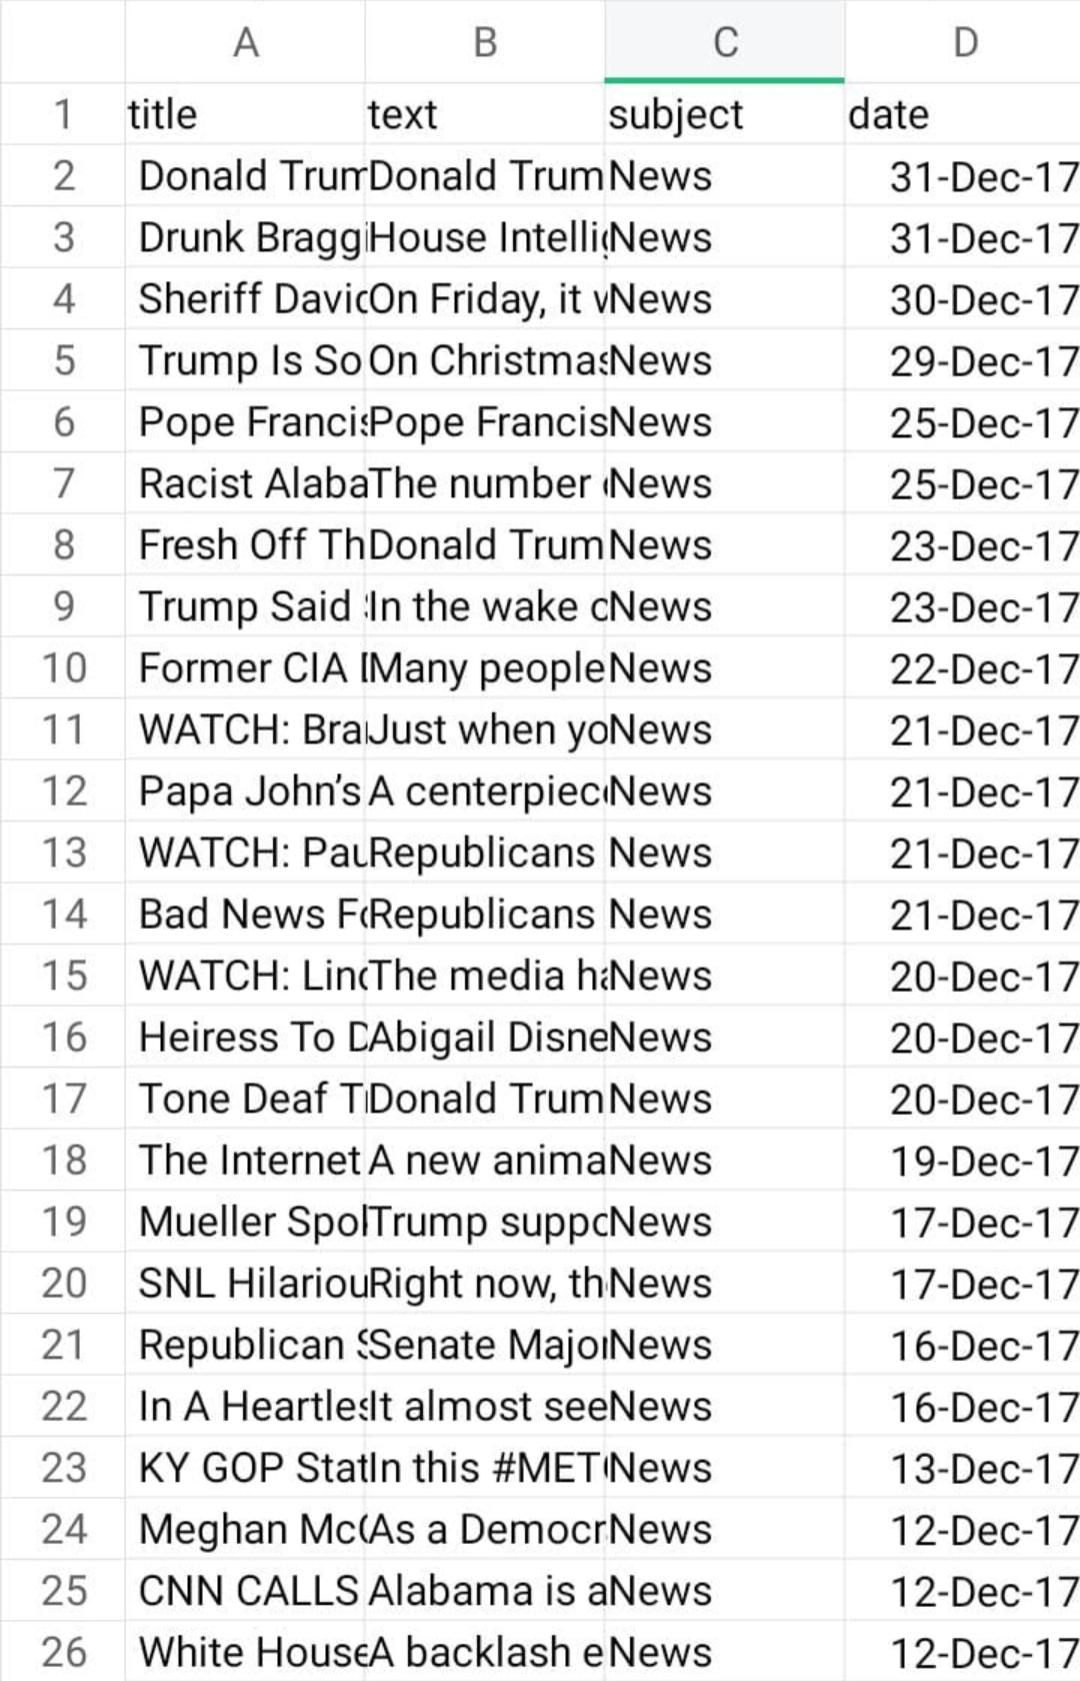 A B C D
1 title text subject date
2 Donald Trum Donald Trum News 31-Dec-17
3 Drunk Braggi House Intelli News 31-Dec-17
4 Sheriff Davi On Friday, it News 30-Dec-17
5 Trump Is So On Christmas News 29-Dec-17
6 Pope Francis Pope Francis News 25-Dec-17
7 Racist Alaba The number News 25-Dec-17
8 Fresh Off Th Donald Trum News 23-Dec-17
9 Trump Said In the wake News 23-Dec-17
10 Former CIA Many people News 22-Dec-17
11 WATCH: Bra Just when yo News 21-Dec-17
12 Papa John’s A centerpiec News 21-Dec-17
13 WATCH: Pau Republicans News 21-Dec-17
14 Bad News F Republicans News 21-Dec-17
15 WATCH: Lin The media ha News 20-Dec-17
16 Heiress To D Abigail Disne News 20-Dec-17
17 Tone Deaf T Donald Trum News 20-Dec-17
18 The Internet A new anima News 19-Dec-17
19 Mueller Spo Trump suppo News 17-Dec-17
20 SNL Hilariou Right now, th News 17-Dec-17
21 Republican S Senate Major News 16-Dec-17
22 In A Heartles It almost see News 16-Dec-17
23 KY GOP Stat In this #MET News 13-Dec-17
24 Meghan Mc As a Democr News 12-Dec-17
25 CNN CALLS Alabama is a News 12-Dec-17
26 White House A backlash e News 12-Dec-17